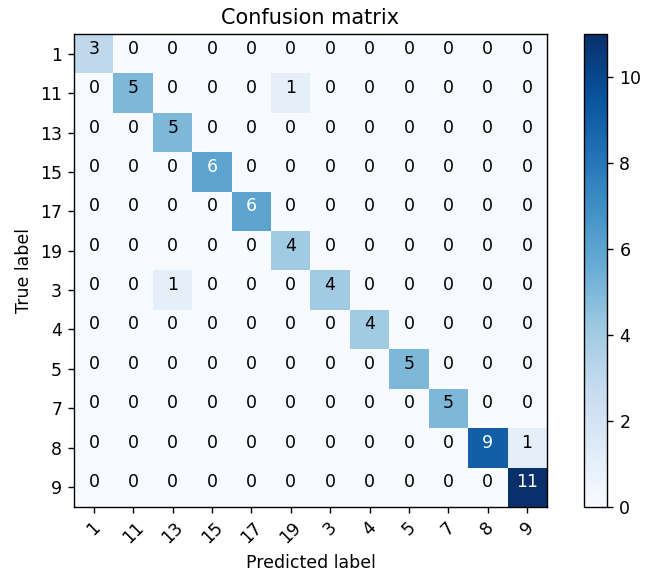 Confusion matrix
1 3 0 0 0 0 0 0 0 0 0 0 0
11 0 5 0 0 0 1 0 0 0 0 0 0
13 0 0 5 0 0 0 0 0 0 0 0 0
15 0 0 0 6 0 0 0 0 0 0 0 0
17 0 0 0 0 6 0 0 0 0 0 0 0
19 0 0 0 0 0 4 0 0 0 0 0 0
3 0 0 1 0 0 0 4 0 0 0 0 0
4 0 0 0 0 0 0 0 4 0 0 0 0
5 0 0 0 0 0 0 0 0 5 0 0 0
7 0 0 0 0 0 0 0 0 0 5 0 0
8 0 0 0 0 0 0 0 0 0 0 9 1
9 0 0 0 0 0 0 0 0 0 0 0 11
1 11 13 15 17 19 3 4 5 7 8 9
True label
Predicted label
10
8
6
4
2
0